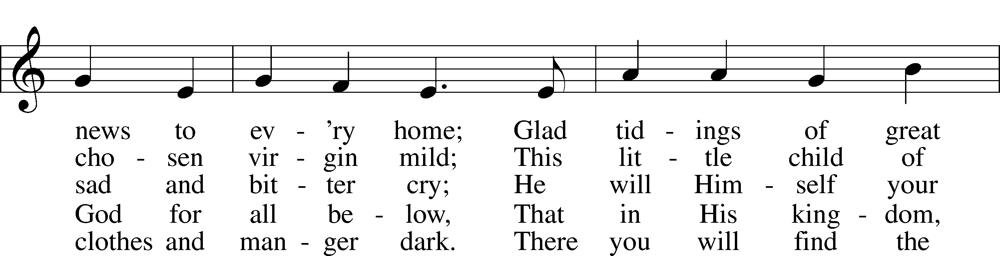 news to ev - ’ry home; Glad tid - ings of great
cho - sen vir - gin mild; This lit - tle child of
sad and bit - ter cry; He will Him - self your
God for all be - low, That in His king - dom,
clothes and man - ger dark. There you will find the